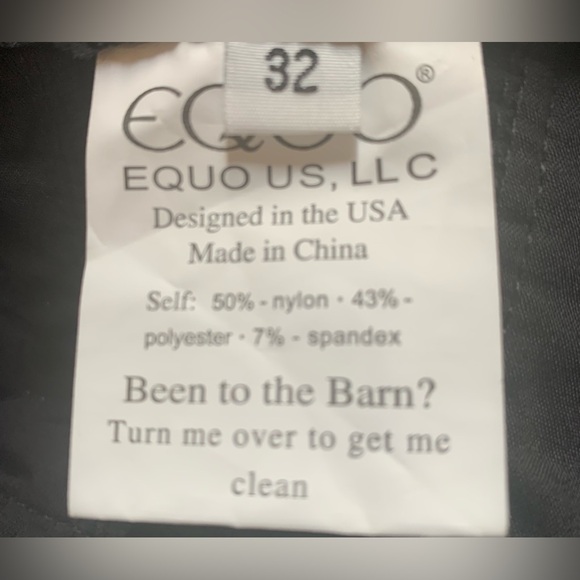 32
EQUO®
EQUO US, LLC
Designed in the USA
Made in China
Self: 50% - nylon • 43% -
polyester • 7% - spandex
Been to the Barn?
Turn me over to get me
clean